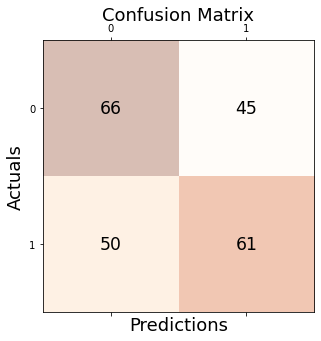 Confusion Matrix
0 1
0 66 45
Actuals
1 50 61
Predictions